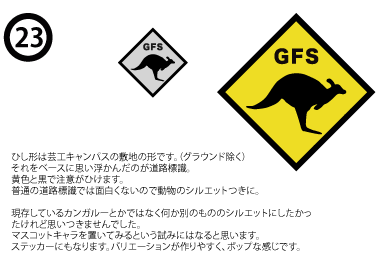 23
GFS
GFS
ひし形は芸工キャンパスの敷地の形です。(グラウンド除く)
それをベースに思い浮かんだのが道路標識。
黄色と黒で注意がひけます。
普通の道路標識では面白くないので動物のシルエットつきに。
現存しているカンガルーとかではなく何か別のもののシルエットにしたかっ
たけれど思いつきませんでした。
マスコットキャラを置いてみるという試みにはなると思います。
ステッカーにもなります。バリエーションが作りやすく、ポップな感じです。